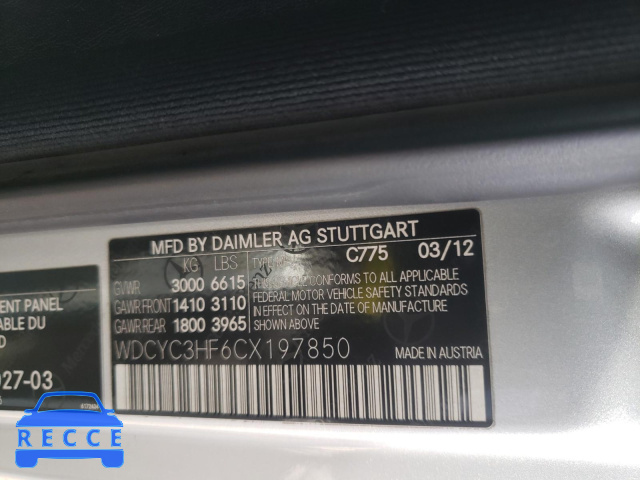 MFD BY DAIMLER AG STUTTGART
KG LBS
GVWR 3000 6615
GAWR FRONT 1410 3110
GAWR REAR 1800 3965
TYPE C775 03/12
CONFORMS TO ALL APPLICABLE
FEDERAL MOTOR VEHICLE SAFETY STANDARDS
IN EFFECT ON THE DATE OF MANUFACTURE
SHOWN ABOVE.
WDCYC3HF6CX197850 MADE IN AUSTRIA
ENT PANEL
ABLE DU
D
027-03
RECCE